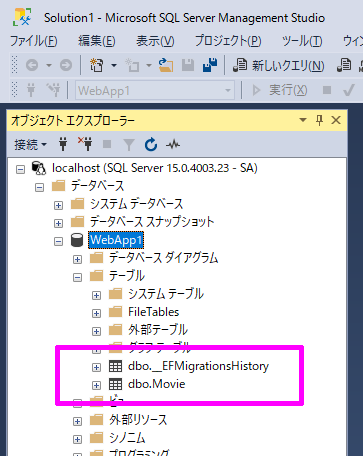 Solution1 - Microsoft SQL Server Management Studio
ファイル(F) 編集(E) 表示(V) プロジェクト(P) ツール(T) ウィン
新しいクエリ(N)
WebApp1 実行(X)
オブジェクト エクスプローラー
接続
localhost (SQL Server 15.0.4003.23 - SA)
データベース
システム データベース
データベース スナップショット
WebApp1
データベース ダイアグラム
テーブル
システム テーブル
FileTables
外部テーブル
グラフ テーブル
dbo.__EFMigrationsHistory
dbo.Movie
ビュー
外部リソース
シノニム
プログラミング